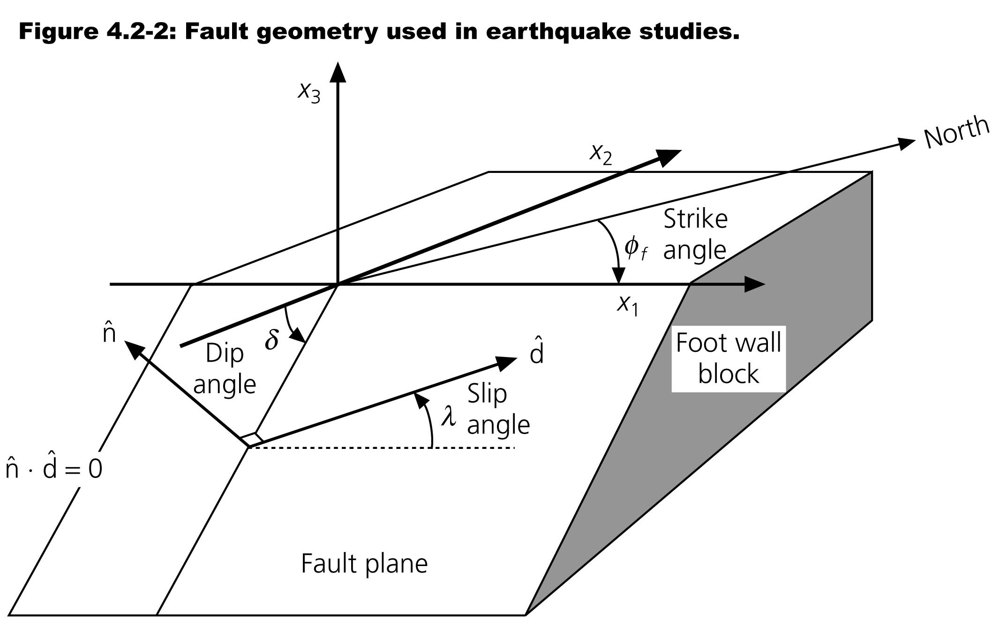 Figure 4.2-2: Fault geometry used in earthquake studies.
x₃
North
x₂
Strike
angle
ϕ_f
x₁
n̂
δ
Dip
angle
d̂
Foot wall
block
Slip
angle
λ
n̂ · d̂ = 0
Fault plane